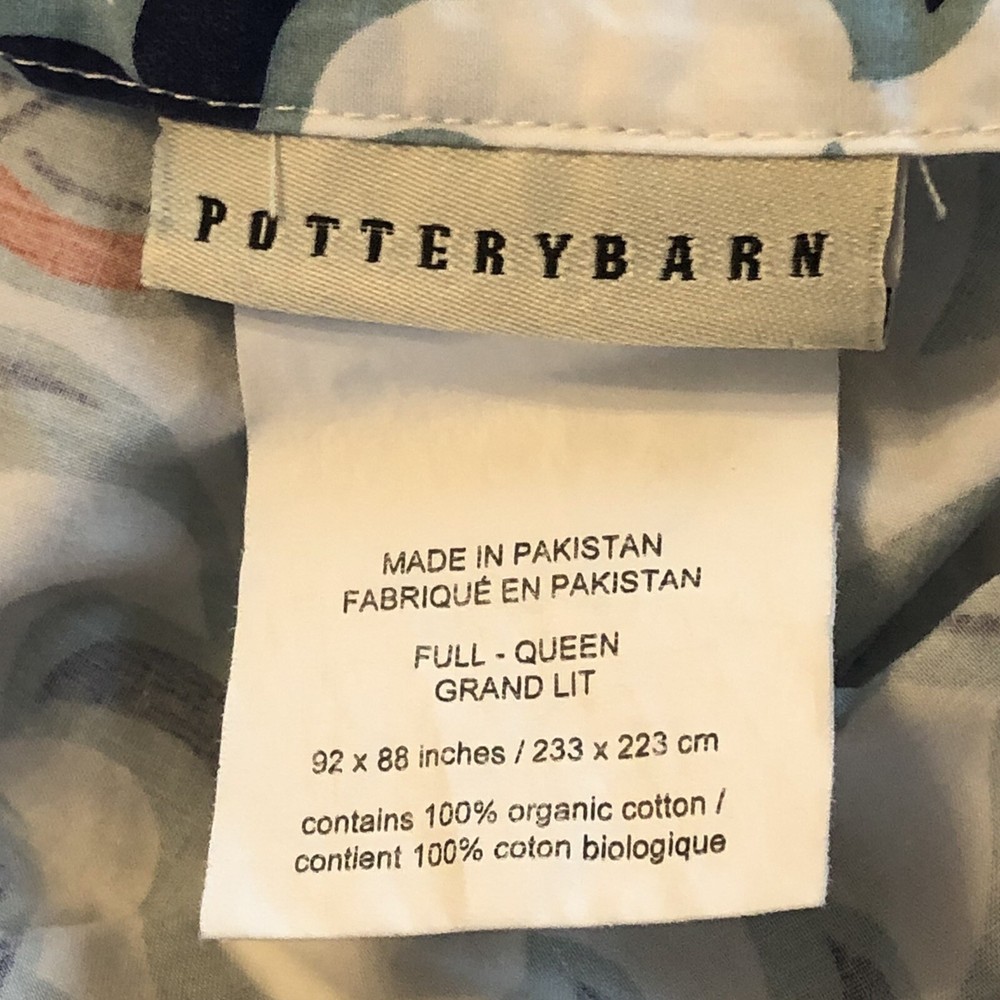 POTTERYBARN
MADE IN PAKISTAN
FABRIQUÉ EN PAKISTAN
FULL - QUEEN
GRAND LIT
92 x 88 inches / 233 x 223 cm
contains 100% organic cotton /
contient 100% coton biologique